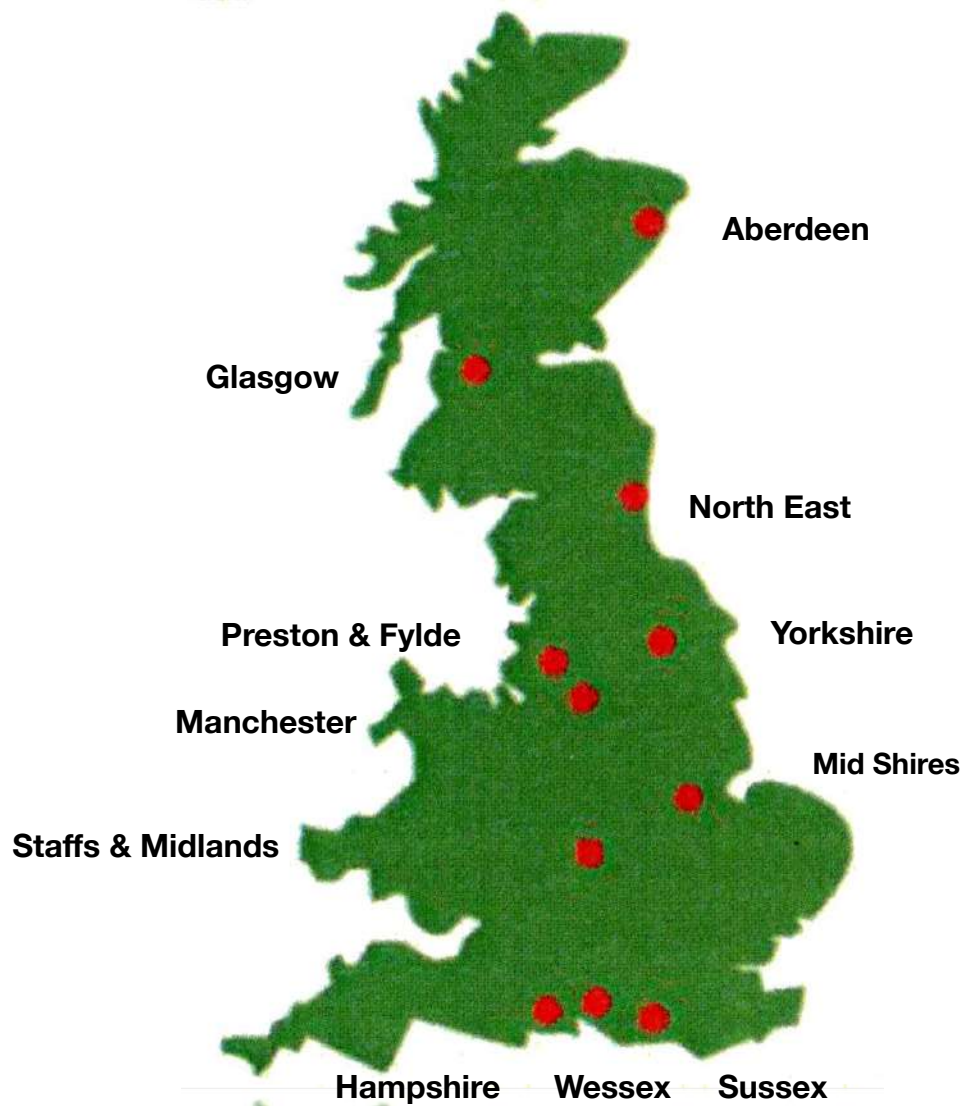 Aberdeen
Glasgow
North East
Preston & Fylde
Yorkshire
Manchester
Mid Shires
Staffs & Midlands
Hampshire Wessex Sussex